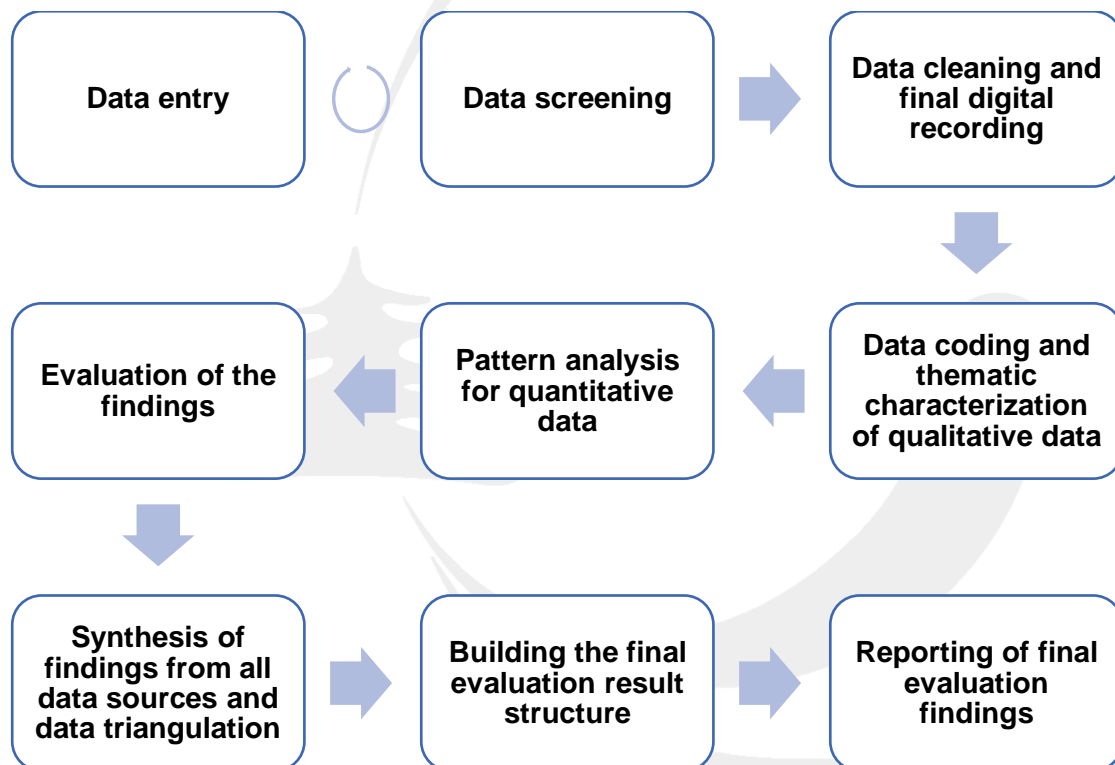 Data entry
Data screening
Data cleaning and
final digital
recording
Data coding and
thematic
characterization
of qualitative data
Pattern analysis
for quantitative
data
Evaluation of the
findings
Synthesis of
findings from all
data sources and
data triangulation
Building the final
evaluation result
structure
Reporting of final
evaluation
findings